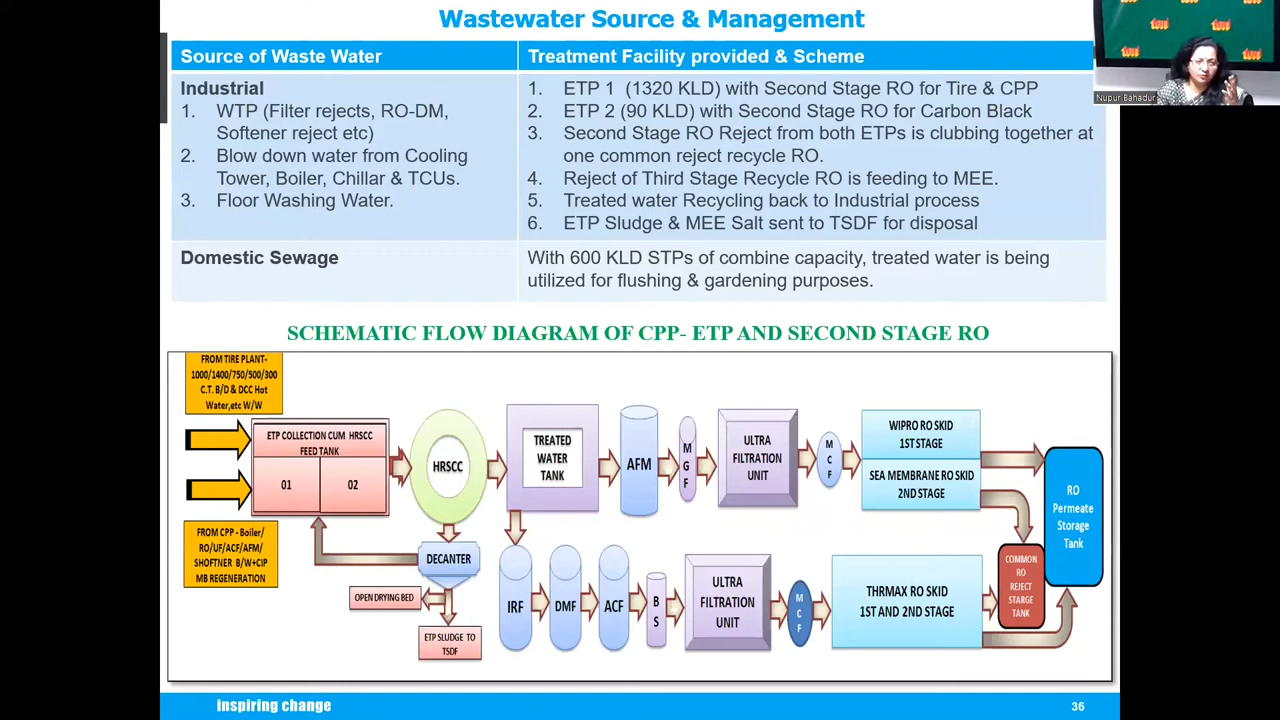 Wastewater Source & Management
Source of Waste Water
Treatment Facility provided & Scheme
Industrial
1. WTP (Filter rejects, RO-DM,
Softener reject etc)
2. Blow down water from Cooling
Tower, Boiler, Chillar & TCUs.
3. Floor Washing Water.
1. ETP 1 (1320 KLD) with Second Stage RO for Tire & CPP
2. ETP 2 (90 KLD) with Second Stage RO for Carbon Black
3. Second Stage RO Reject from both ETPs is clubbing together at
one common reject recycle RO.
4. Reject of Third Stage Recycle RO is feeding to MEE.
5. Treated water Recycling back to Industrial process
6. ETP Sludge & MEE Salt sent to TSDF for disposal
Domestic Sewage
With 600 KLD STPs of combine capacity, treated water is being
utilized for flushing & gardening purposes.
Nupur Bahadur
teri
teri
teri
teri
teri
SCHEMATIC FLOW DIAGRAM OF CPP- ETP AND SECOND STAGE RO
FROM TIRE PLANT-
1000/1400/750/500/300
C.T. B/D & DCC Hot
Water,etc W/W
ETP COLLECTION CUM HRSCC
FEED TANK
01
02
HRSCC
TREATED
WATER
TANK
AFM
M
G
F
ULTRA
FILTRATION
UNIT
M
C
F
WIPRO RO SKID
1ST STAGE
SEA MEMBRANE RO SKID
2ND STAGE
RO
Permeate
Storage
Tank
FROM CPP - Boiler/
RO/UF/ACF/AFM/
SHOFTNER B/W+CIP
MB REGENERATION
DECANTER
OPEN DRYING BED
ETP SLUDGE TO
TSDF
IRF
DMF
ACF
B
S
ULTRA
FILTRATION
UNIT
M
C
F
THRMAX RO SKID
1ST AND 2ND STAGE
COMMON
RO
REJECT
STARGE
TANK
inspiring change
36